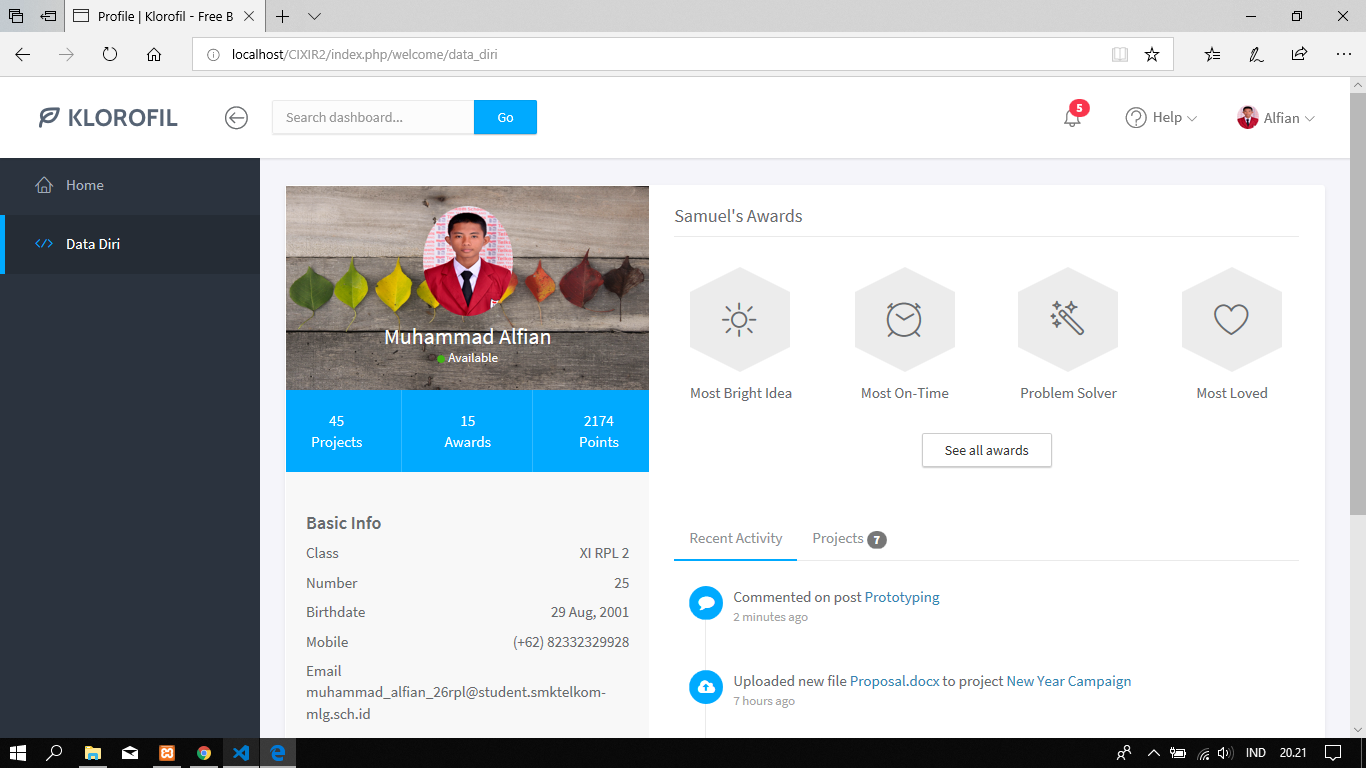 Profile | Klorofil - Free B
localhost/CIXIR2/index.php/welcome/data_diri
KLOROFIL
Search dashboard...
Go
5
Help
Alfian
Home
Data Diri
Muhammad Alfian
Available
45
Projects
15
Awards
2174
Points
Basic Info
Class XI RPL 2
Number 25
Birthdate 29 Aug, 2001
Mobile (+62) 82332329928
Email
muhammad_alfian_26rpl@student.smktelkom-
mlg.sch.id
Samuel's Awards
Most Bright Idea
Most On-Time
Problem Solver
Most Loved
See all awards
Recent Activity
Projects 7
Commented on post Prototyping
2 minutes ago
Uploaded new file Proposal.docx to project New Year Campaign
7 hours ago
IND
20.21